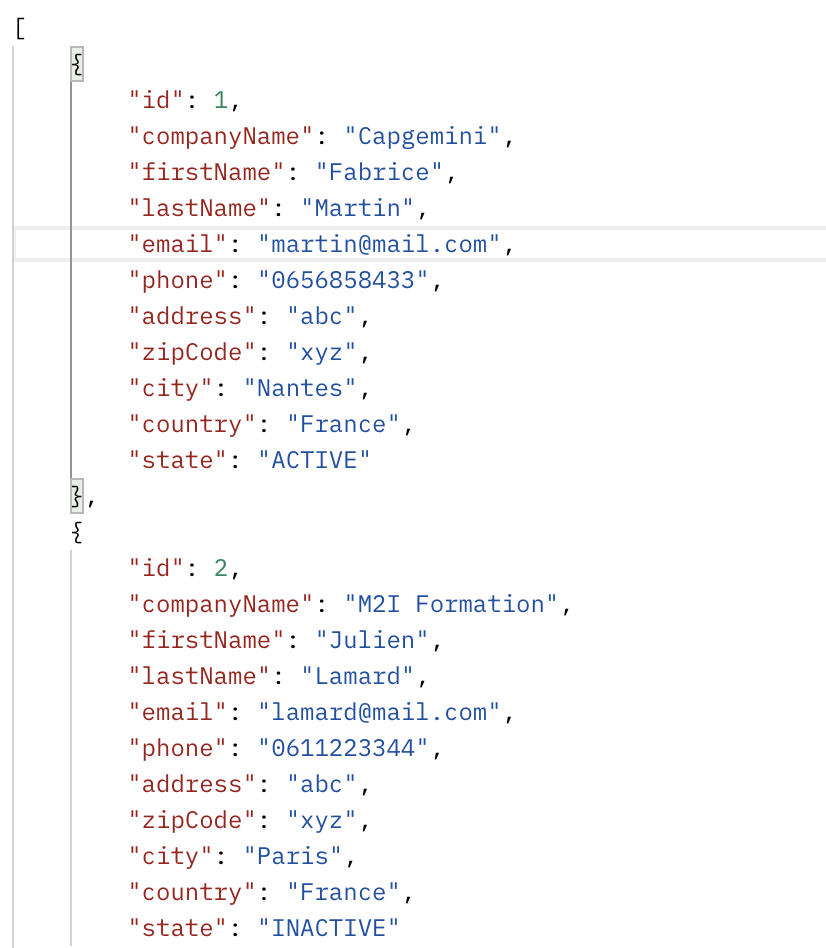 [
{
"id": 1,
"companyName": "Capgemini",
"firstName": "Fabrice",
"lastName": "Martin",
"email": "martin@mail.com",
"phone": "0656858433",
"address": "abc",
"zipCode": "xyz",
"city": "Nantes",
"country": "France",
"state": "ACTIVE"
},
{
"id": 2,
"companyName": "M2I Formation",
"firstName": "Julien",
"lastName": "Lamard",
"email": "lamard@mail.com",
"phone": "0611223344",
"address": "abc",
"zipCode": "xyz",
"city": "Paris",
"country": "France",
"state": "INACTIVE"